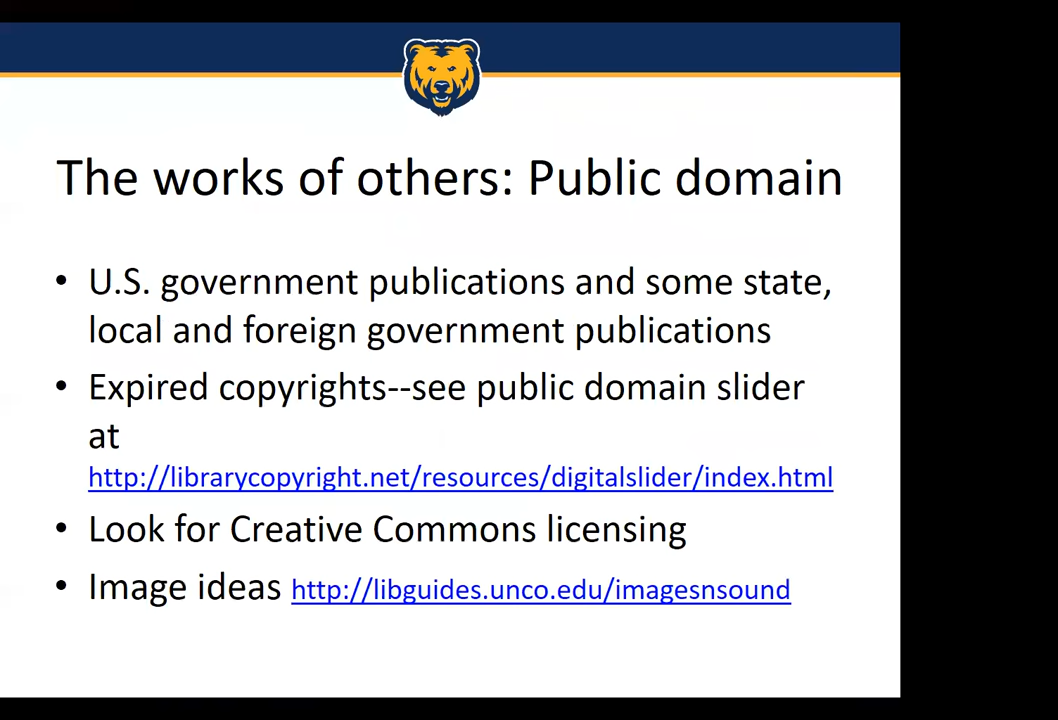 The works of others: Public domain
• U.S. government publications and some state,
local and foreign government publications
• Expired copyrights--see public domain slider
at
http://librarycopyright.net/resources/digitalslider/index.html
• Look for Creative Commons licensing
• Image ideas http://libguides.unco.edu/imagesnsound